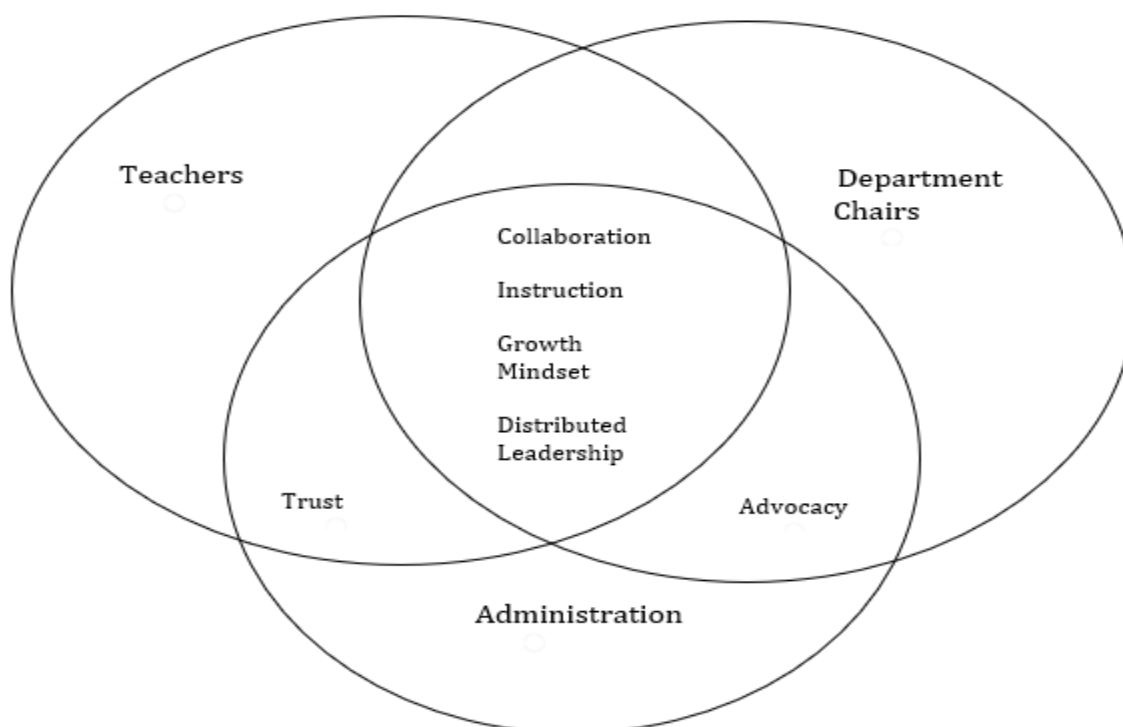 Teachers
Department
Chairs
Collaboration
Instruction
Growth
Mindset
Distributed
Leadership
Trust
Advocacy
Administration